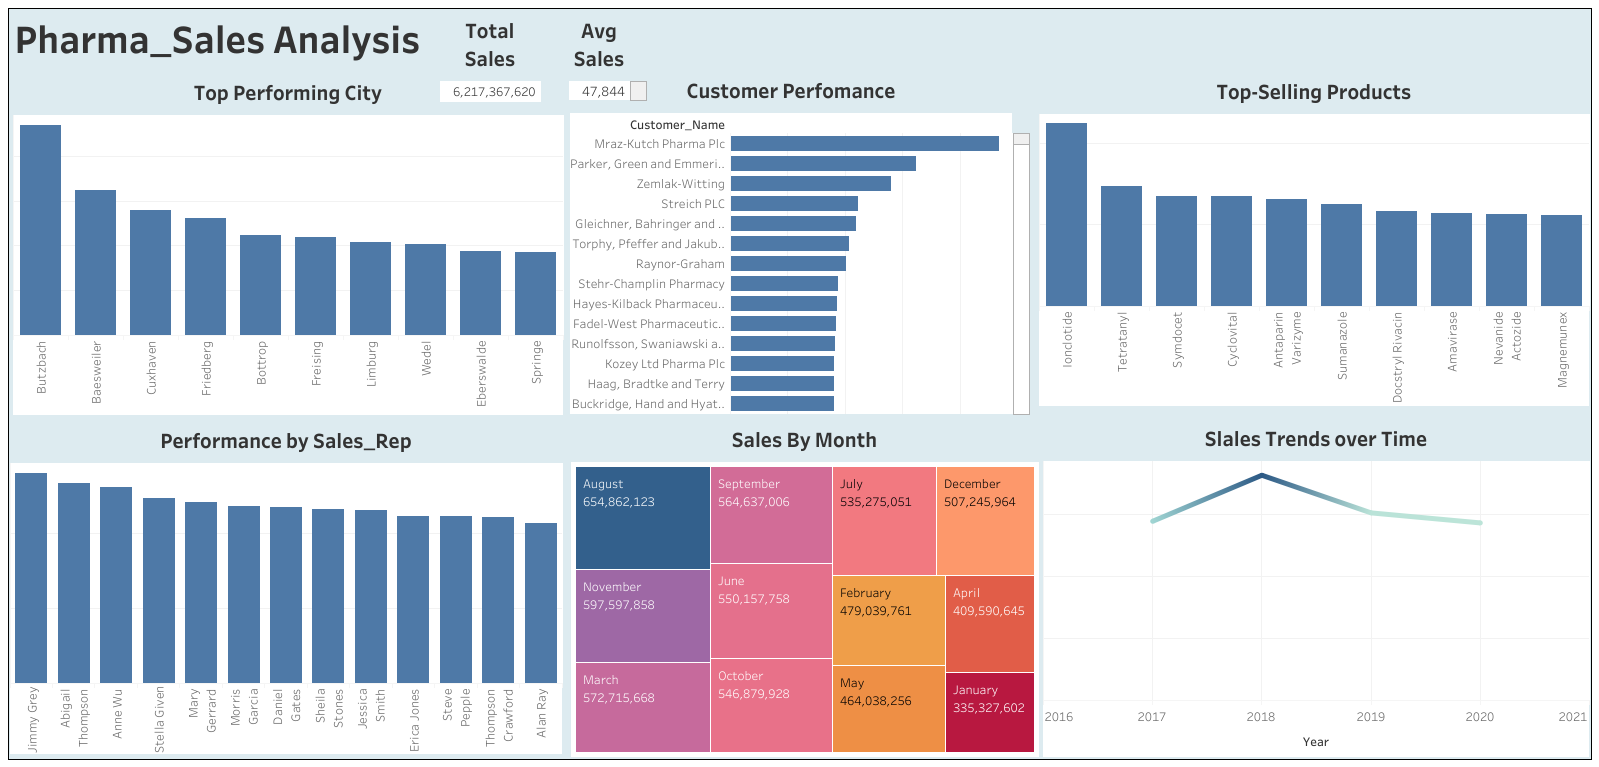 Pharma_Sales Analysis
Total
Sales
6,217,367,620
Avg
Sales
47,844
Top Performing City
Butzbach
Baesweiler
Cuxhaven
Friedberg
Bottrop
Freising
Limburg
Wedel
Eberswalde
Springe
Customer Perfomance
Customer_Name
Mraz-Kutch Pharma Plc
Parker, Green and Emmeri..
Zemlak-Witting
Streich PLC
Gleichner, Bahringer and ..
Torphy, Pfeffer and Jakub..
Raynor-Graham
Stehr-Champlin Pharmacy
Hayes-Kilback Pharmaceu..
Fadel-West Pharmaceutic..
Runolfsson, Swaniawski a..
Kozey Ltd Pharma Plc
Haag, Bradtke and Terry
Buckridge, Hand and Hyat..
Top-Selling Products
Ionclotide
Tetratanyl
Symdocet
Cyclovital
Antaparin
Varizyme
Sumanazole
Docstryl Rivacin
Amavirase
Nevanide
Actozide
Magnemunex
Performance by Sales_Rep
Jimmy Grey
Abigail
Thompson
Anne Wu
Stella Given
Mary
Gerrard
Morris
Garcia
Daniel
Gates
Sheila
Stones
Jessica
Smith
Erica Jones
Steve
Pepple
Thompson
Crawford
Alan Ray
Sales By Month
August
654,862,123
November
597,597,858
March
572,715,668
September
564,637,006
June
550,157,758
October
546,879,928
July
535,275,051
December
507,245,964
February
479,039,761
May
464,038,256
April
409,590,645
January
335,327,602
Slales Trends over Time
2016
2017
2018
2019
2020
2021
Year